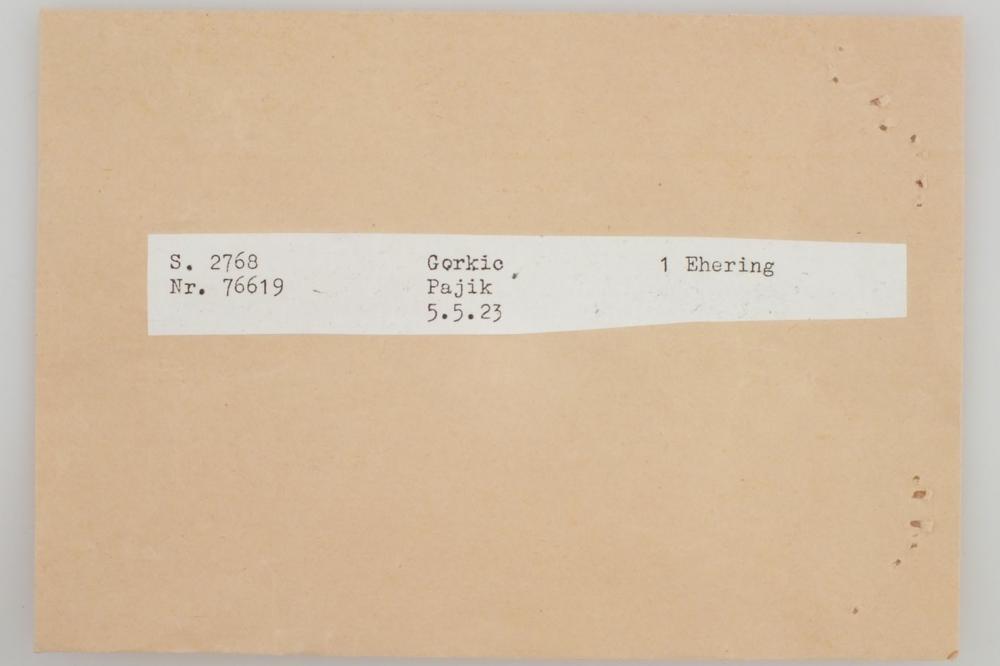 S. 2768 Gorkic 1 Ehering
Nr. 76619 Pajik
5.5.23